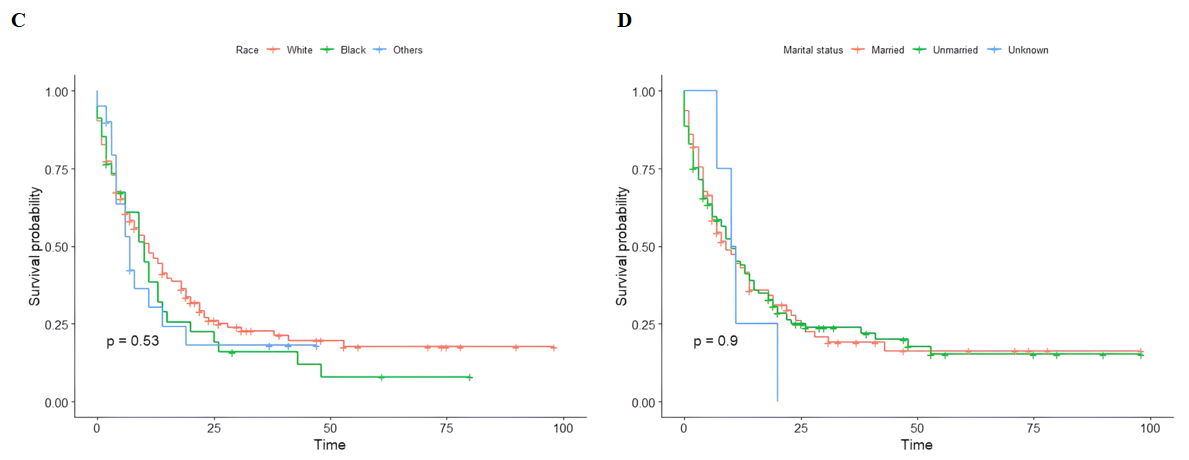 C
Race White Black Others
Survival probability
1.00
0.75
0.50
0.25
0.00
p = 0.53
0 25 50 75 100
Time
D
Marital status Married Unmarried Unknown
Survival probability
1.00
0.75
0.50
0.25
0.00
p = 0.9
0 25 50 75 100
Time